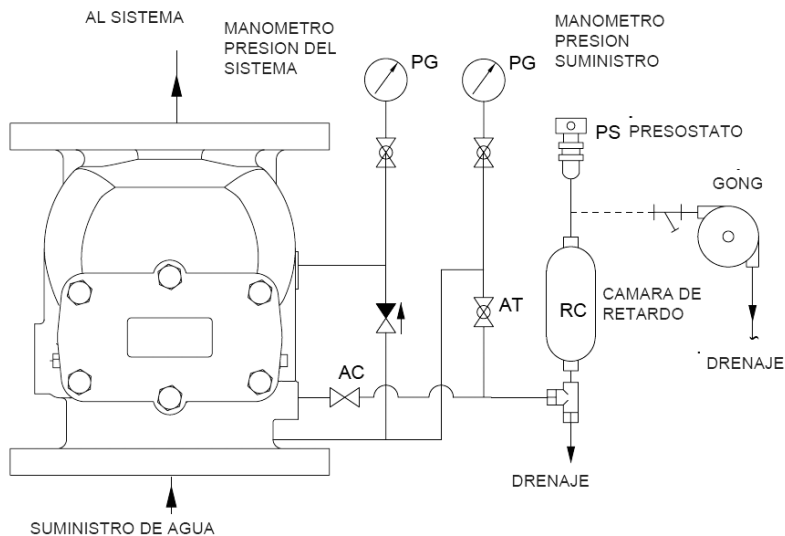 AL SISTEMA
MANOMETRO
PRESION DEL
SISTEMA
PG
MANOMETRO
PRESION
SUMINISTRO
PG
PS PRESOSTATO
GONG
RC
CAMARA DE
RETARDO
AT
AC
DRENAJE
DRENAJE
SUMINISTRO DE AGUA